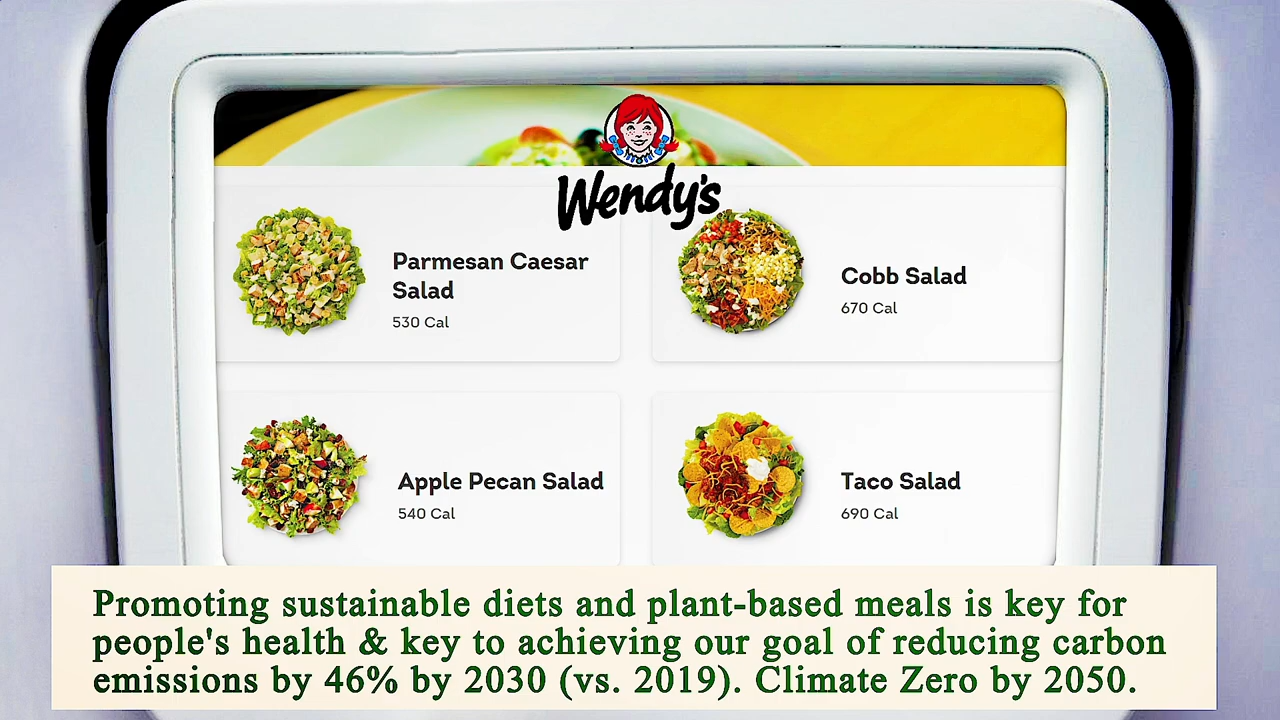 Wendy's
Parmesan Caesar
Salad
530 Cal
Cobb Salad
670 Cal
Apple Pecan Salad
540 Cal
Taco Salad
690 Cal
Promoting sustainable diets and plant-based meals is key for
people's health & key to achieving our goal of reducing carbon
emissions by 46% by 2030 (vs. 2019). Climate Zero by 2050.